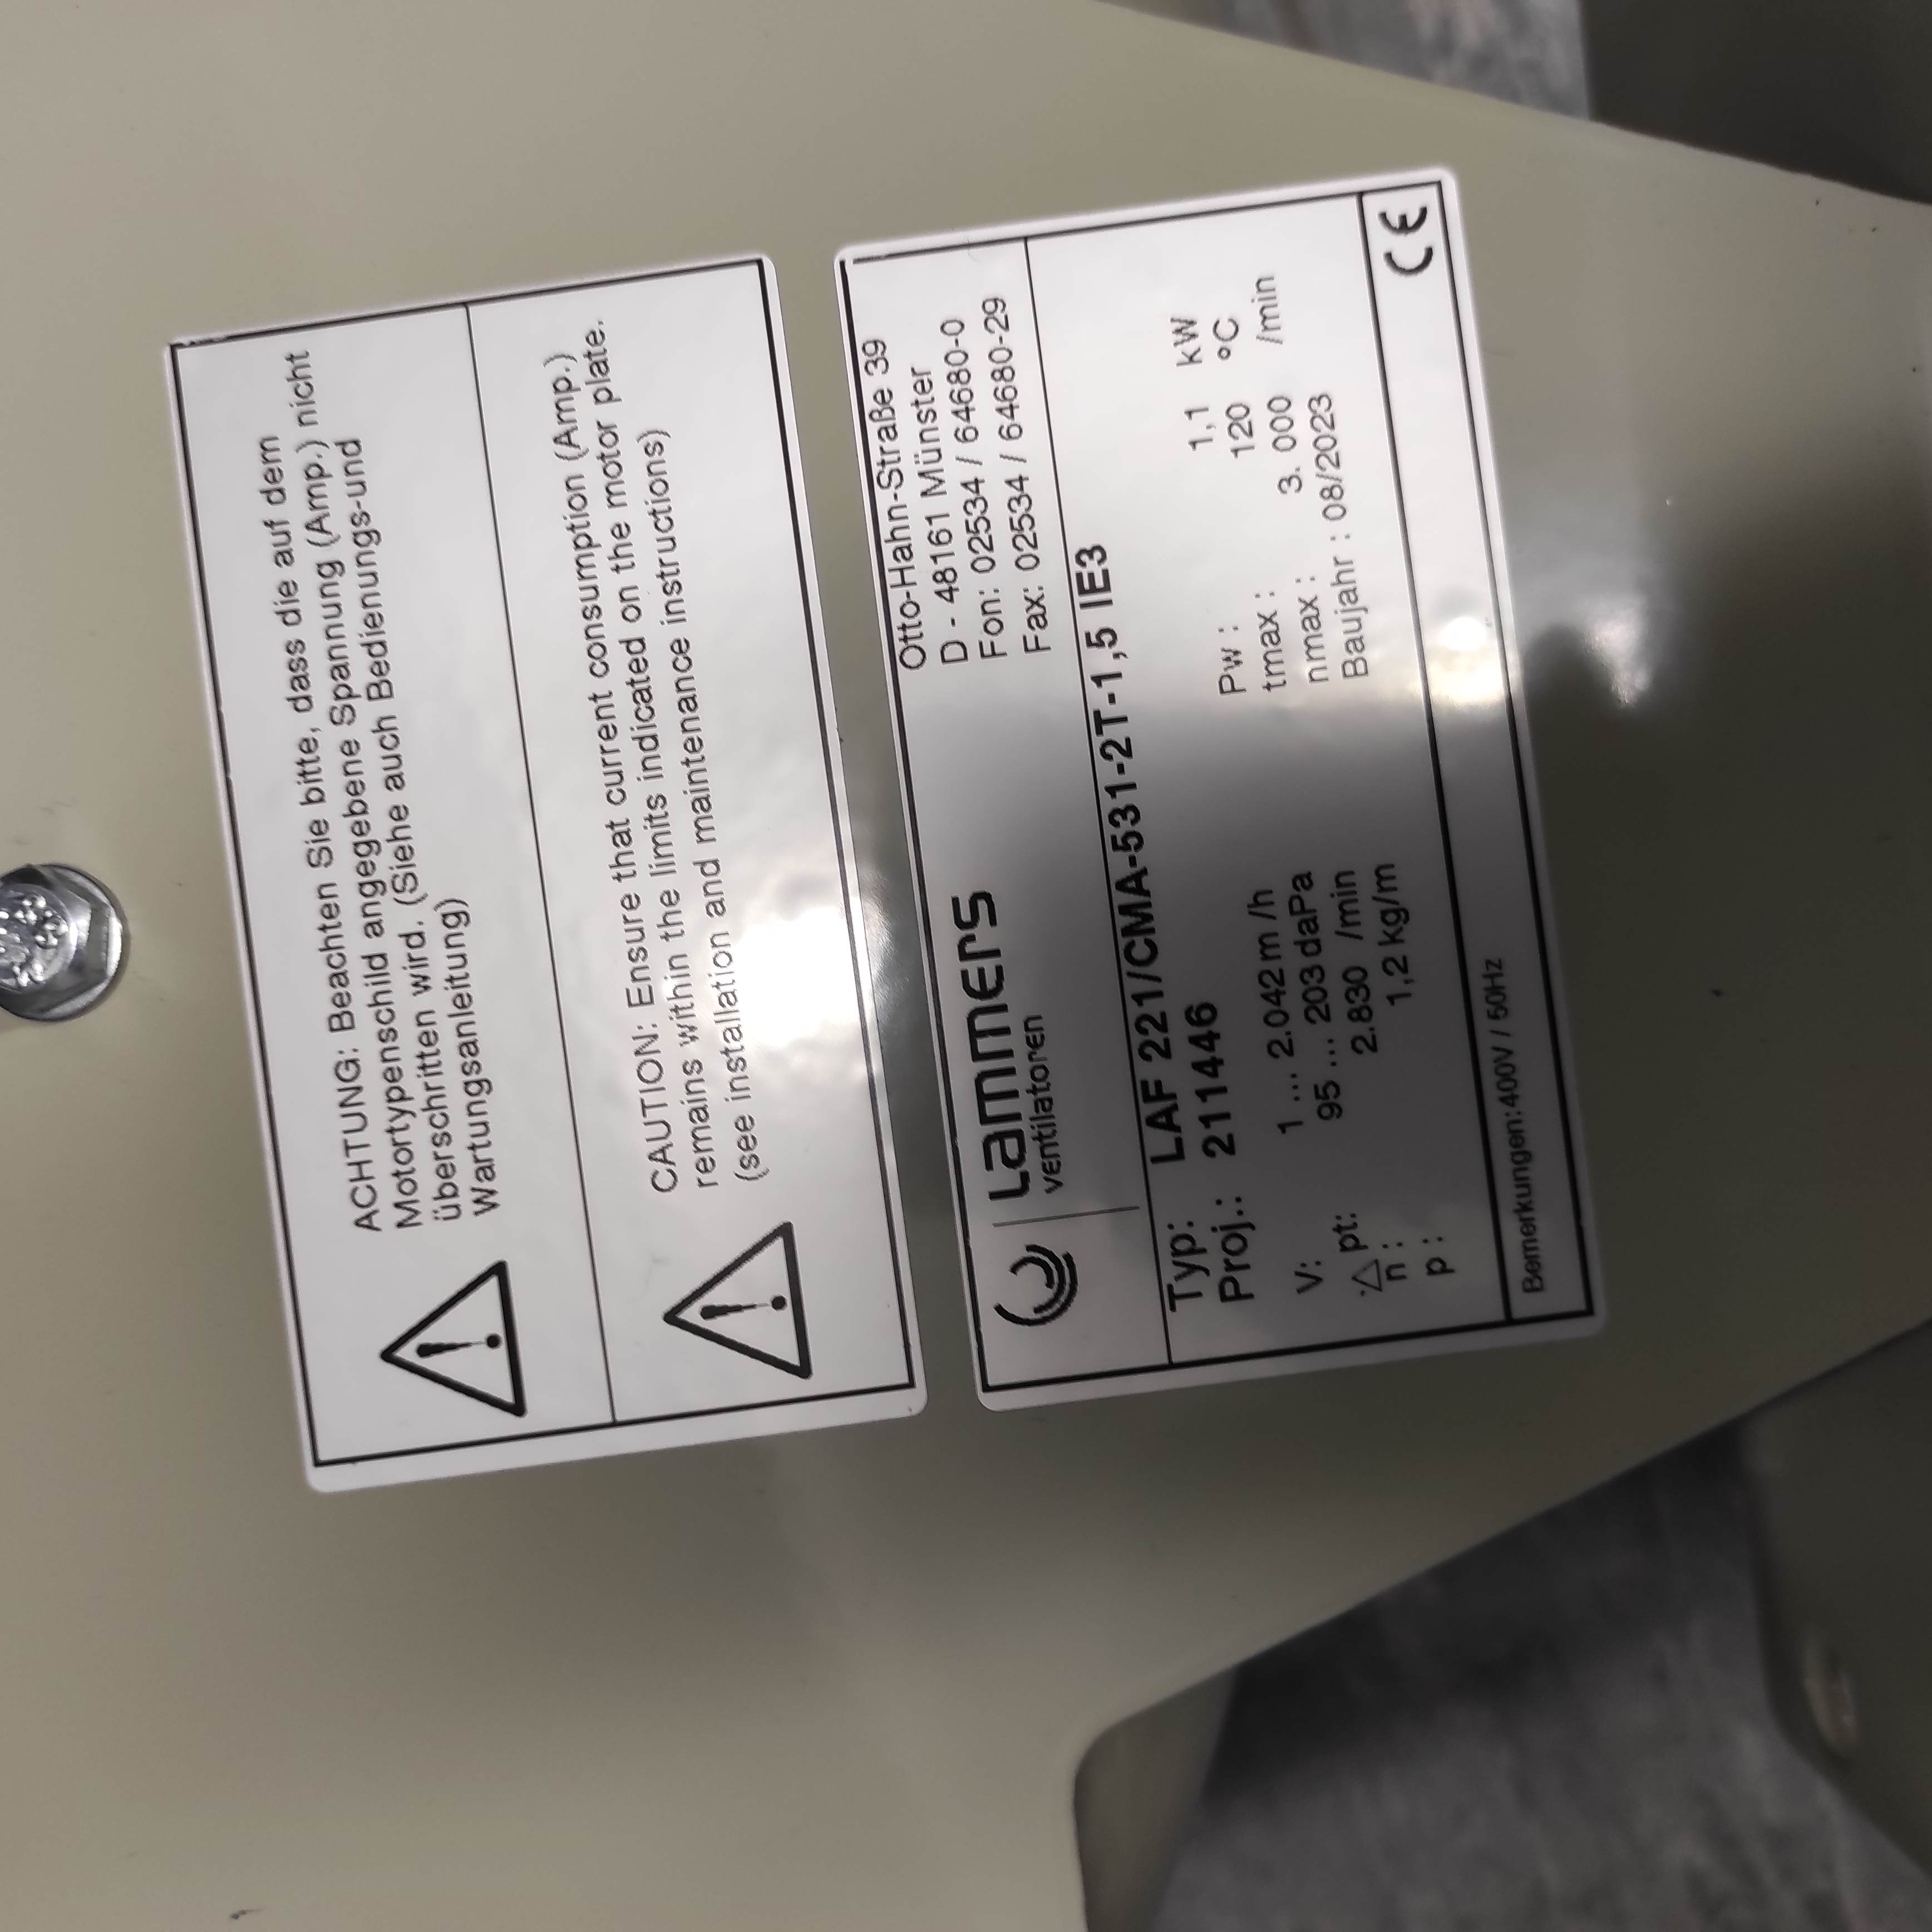 ACHTUNG: Beachten Sie bitte, dass die auf dem
Motortypenschild angegebene Spannung (Amp.) nicht
überschritten wird. (Siehe auch Bedienungs-und
Wartungsanleitung)
CAUTION: Ensure that current consumption (Amp.)
remains within the limits indicated on the motor plate.
(see installation and maintenance instructions)
Lammers
ventilatoren
Otto-Hahn-Straße 39
D - 48161 Münster
Fon: 02534 / 64680-0
Fax: 02534 / 64680-29
Typ: LAF 221/CMA-531-2T-1,5 IE3
Proj.: 211446
V: 1 ... 2.042 m /h Pw : 1,1 kW
△ pt: 95 ... 203 daPa tmax : 120 °C
n : 2.830 /min nmax : 3. 000 /min
p : 1,2 kg/m Baujahr : 08/2023
Bemerkungen:400V / 50Hz
CE